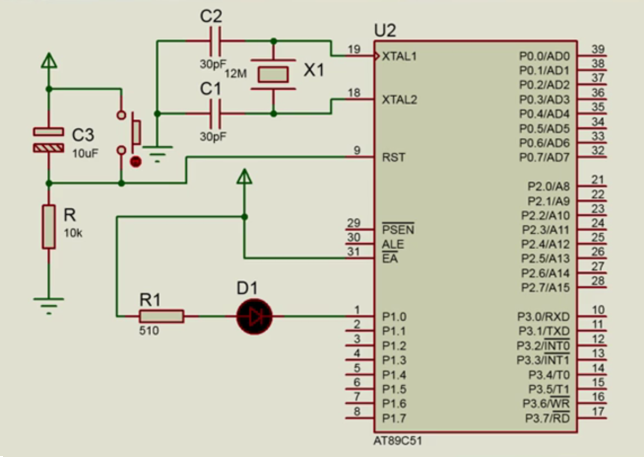 C2
30pF
12M
X1
C1
30pF
C3
10uF
R
10k
R1
510
D1
U2
19 XTAL1
18 XTAL2
9 RST
29 PSEN
30 ALE
31 EA
1 P1.0
2 P1.1
3 P1.2
4 P1.3
5 P1.4
6 P1.5
7 P1.6
8 P1.7
P0.0/AD0 39
P0.1/AD1 38
P0.2/AD2 37
P0.3/AD3 36
P0.4/AD4 35
P0.5/AD5 34
P0.6/AD6 33
P0.7/AD7 32
P2.0/A8 21
P2.1/A9 22
P2.2/A10 23
P2.3/A11 24
P2.4/A12 25
P2.5/A13 26
P2.6/A14 27
P2.7/A15 28
P3.0/RXD 10
P3.1/TXD 11
P3.2/INT0 12
P3.3/INT1 13
P3.4/T0 14
P3.5/T1 15
P3.6/WR 16
P3.7/RD 17
AT89C51